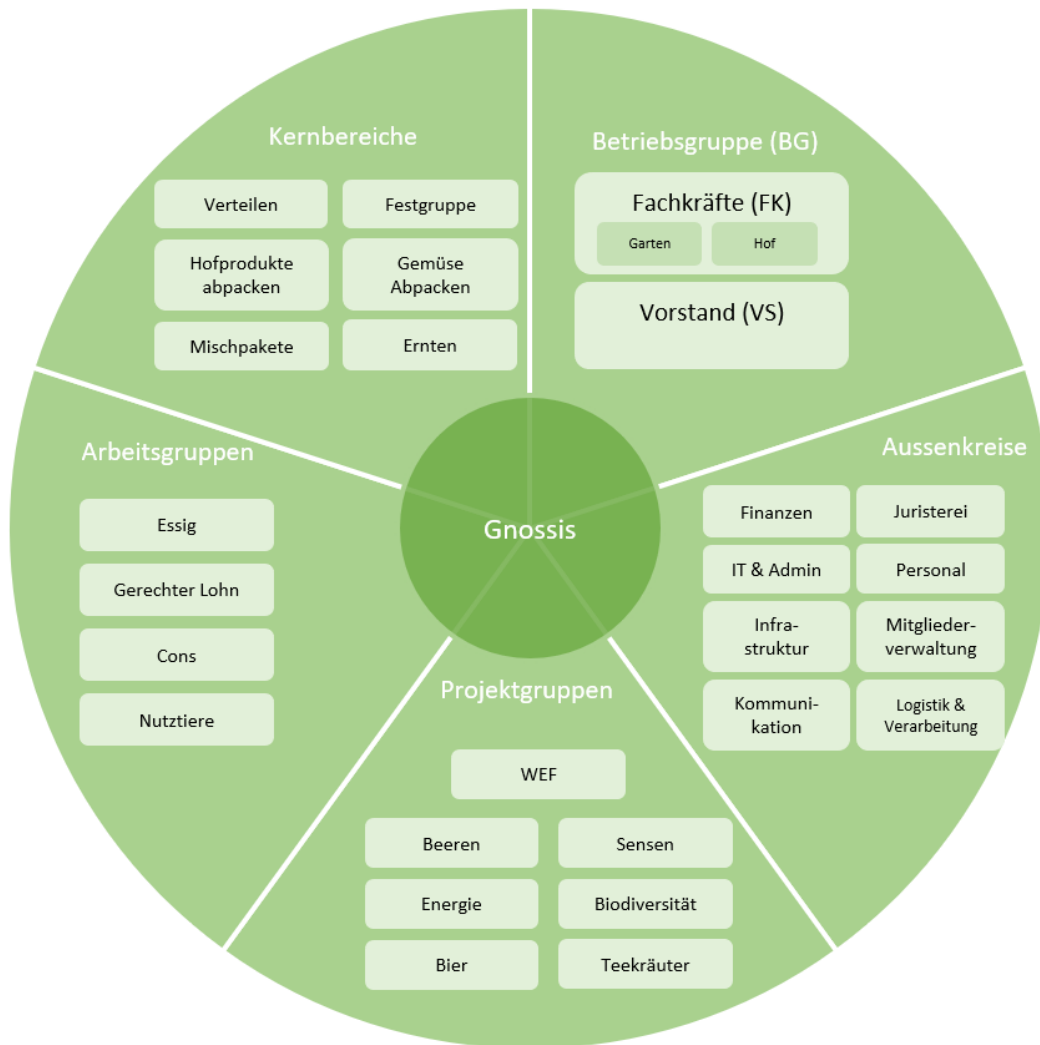 Kernbereiche
Verteilen
Festgruppe
Hofprodukte
abpacken
Gemüse
Abpacken
Mischpakete
Ernten
Betriebsgruppe (BG)
Fachkräfte (FK)
Garten
Hof
Vorstand (VS)
Arbeitsgruppen
Essig
Gerechter Lohn
Cons
Nutztiere
Gnossis
Aussenkreise
Finanzen
Juristerei
IT & Admin
Personal
Infra-
struktur
Mitglieder-
verwaltung
Kommuni-
kation
Logistik &
Verarbeitung
Projektgruppen
WEF
Beeren
Sensen
Energie
Biodiversität
Bier
Teekräuter